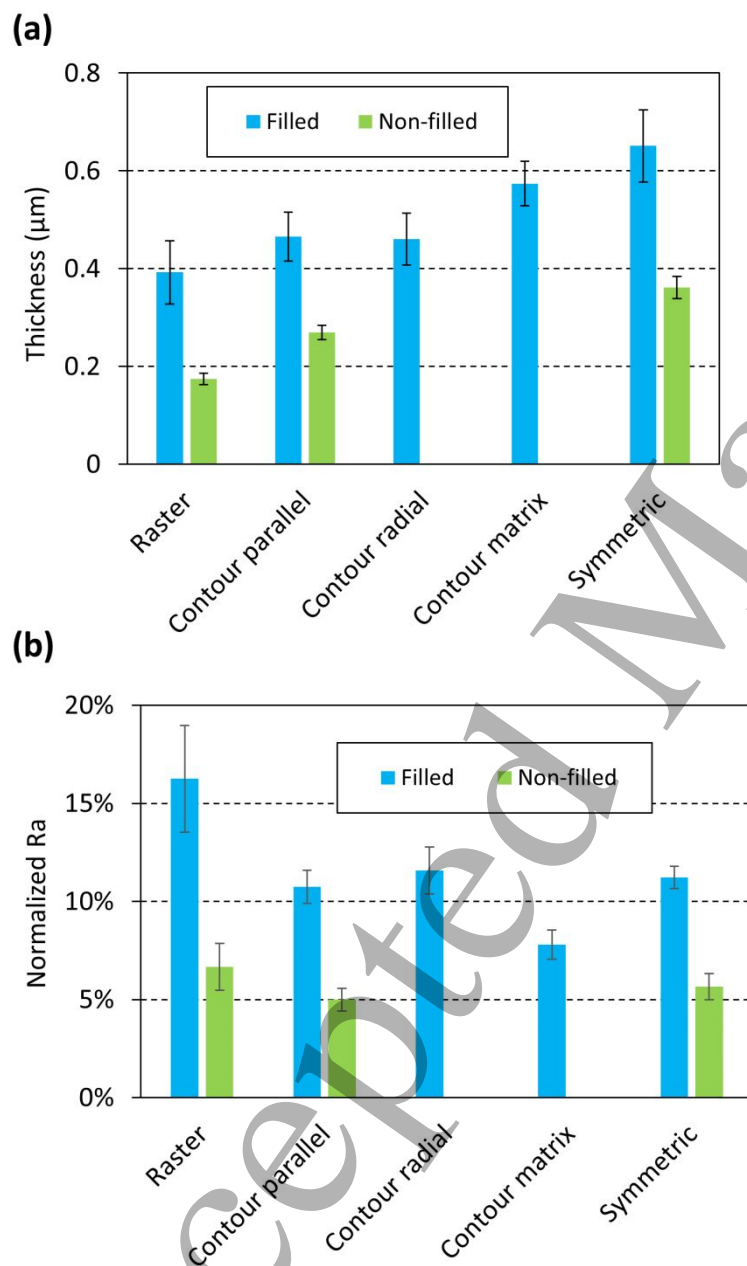 (a)
0.8
Filled
Non-filled
0.6
0.4
0.2
0
Thickness (μm)
Raster
Contour parallel
Contour radial
Contour matrix
Symmetric
(b)
20%
Filled
Non-filled
15%
10%
5%
0%
Normalized Ra
Raster
Contour parallel
Contour radial
Contour matrix
Symmetric
cepted Ma